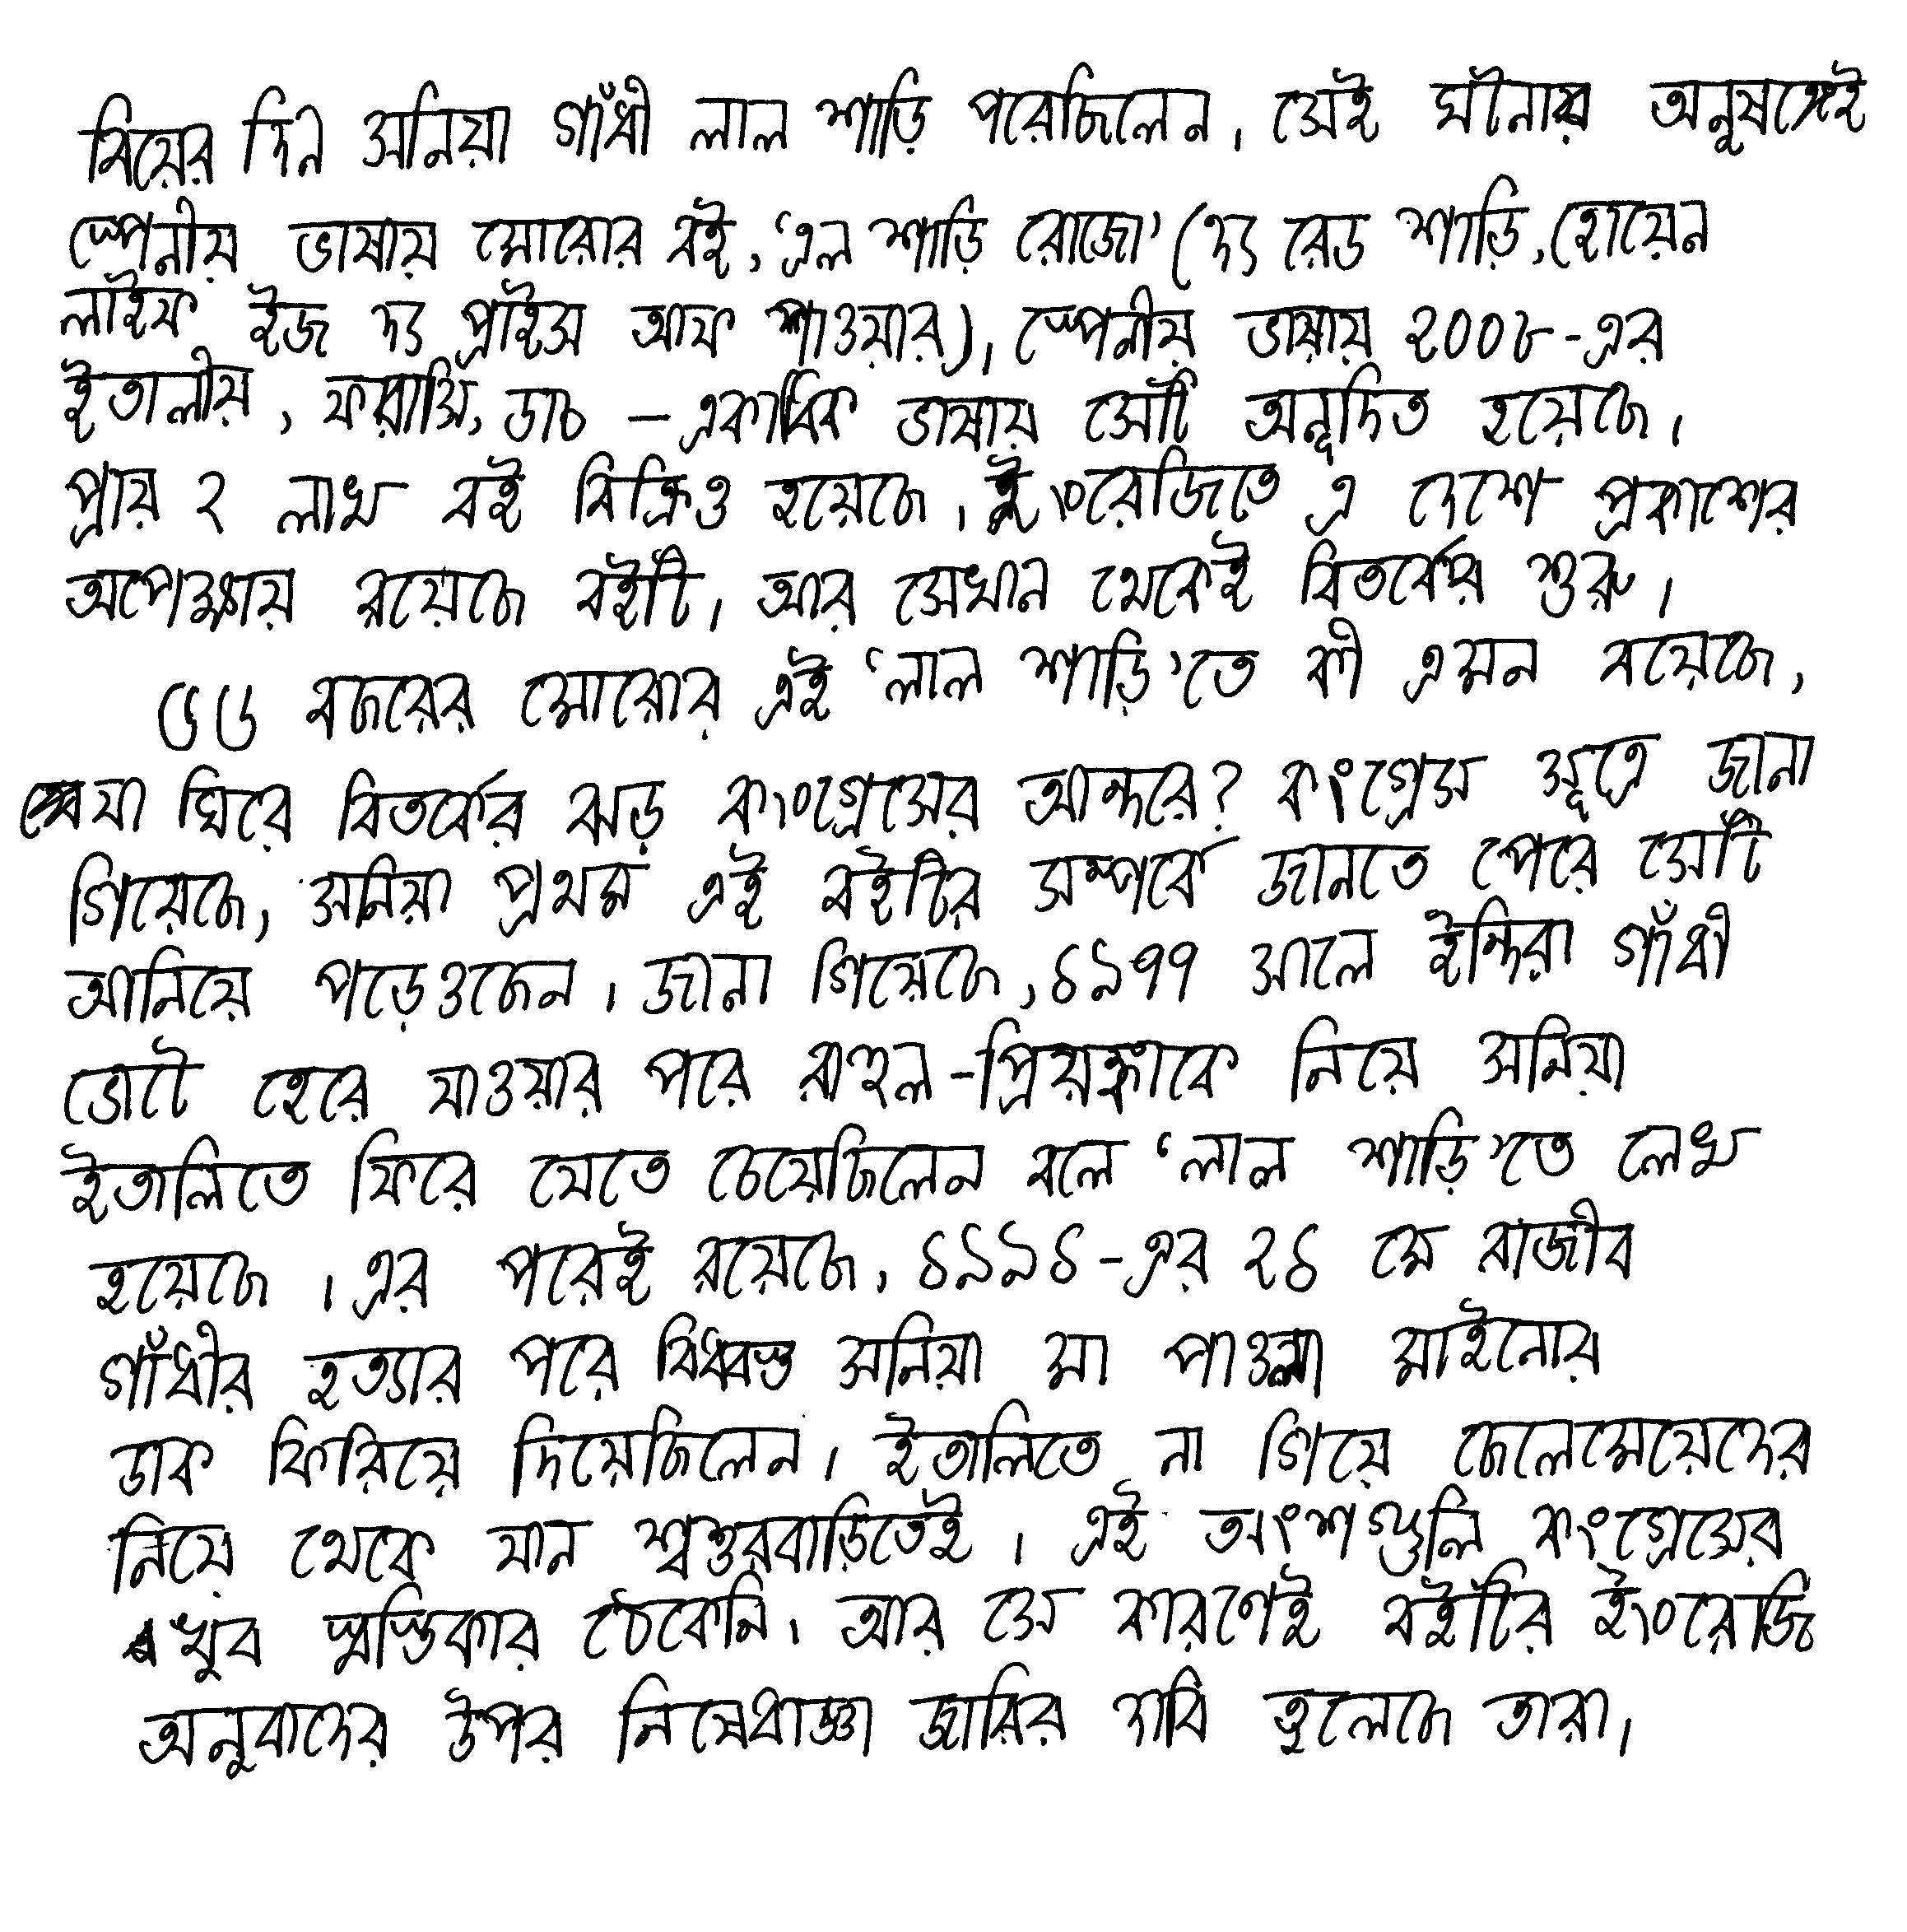 বিয়ের দিন সনিয়া গাঁধী লাল শাড়ি পরেছিলেন। সেই ঘটনার অনুষঙ্গেই
স্পেনীয় ভাষায় মোরোর বই, ‘এল শাড়ি রোজো’ (দ্য রেড শাড়ি, হোয়েন
লাইফ ইজ দ্য প্রাইস আফ পাওয়ার)। স্পেনীয় ভাষায় ২০০৮-এর
ইতালীয়, ফরাসি, ডাচ – একাধিক ভাষায় সেটি অনূদিত হয়েছে।
প্রায় ২ লাখ বই বিক্রিও হয়েছে। ইংরেজিতে এ দেশে প্রকাশের
অপেক্ষায় রয়েছে বইটি। আর সেখান থেকেই বিতর্কের শুরু।
৫৫ বছরের মোরোর এই ‘লাল শাড়ি’তে কী এমন রয়েছে,
যা ঘিরে বিতর্কের ঝড় কংগ্রেসের অন্দরে? কংগ্রেস সূত্রে জানা
গিয়েছে, সনিয়া প্রথম এই বইটির সম্পর্কে জানতে পেরে সেটি
আনিয়ে পড়েওছেন। জানা গিয়েছে, ১৯৭৭ সালে ইন্দিরা গাঁধী
ভোটে হেরে যাওয়ার পরে রাহুল-প্রিয়ঙ্কাকে নিয়ে সনিয়া
ইতালিতে ফিরে যেতে চেয়েছিলেন বলে ‘লাল শাড়ি’তে লেখা
হয়েছে। এর পরেই রয়েছে, ১৯৯১-এর ২১ মে রাজীব
গাঁধীর হত্যার পরে বিধ্বস্ত সনিয়া মা পাওলা মাইনোর
ডাক ফিরিয়ে দিয়েছিলেন। ইতালিতে না গিয়ে ছেলেমেয়েদের
নিয়ে থেকে যান শ্বশুরবাড়িতেই। এই অংশগুলি কংগ্রেসের
খুব স্বস্তিকর ঠেকেনি। আর সে কারণেই বইটির ইংরেজি
অনুবাদের উপর নিষেধাজ্ঞা জারির দাবি তুলেছে তারা।